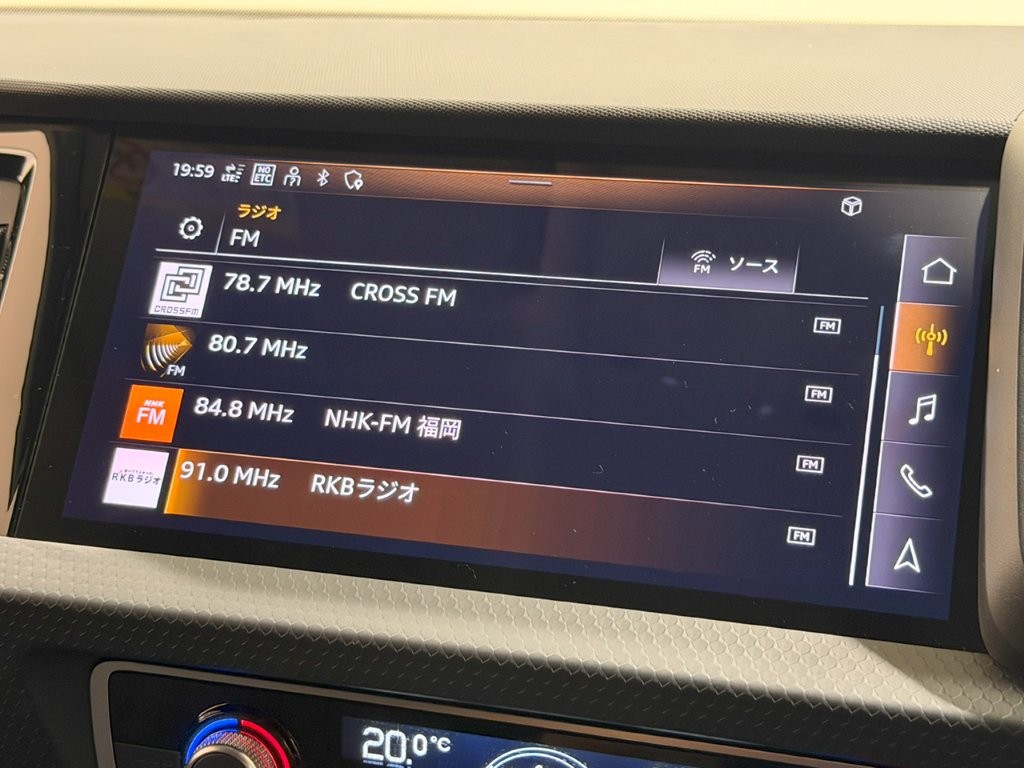 19:59 LTE NO ETC
ラジオ
FM
FM ソース
CROSSFM 78.7 MHz CROSS FM FM
FM 80.7 MHz FM
NHK FM 84.8 MHz NHK-FM 福岡 FM
RKBラジオ 91.0 MHz RKBラジオ FM
20.0°C